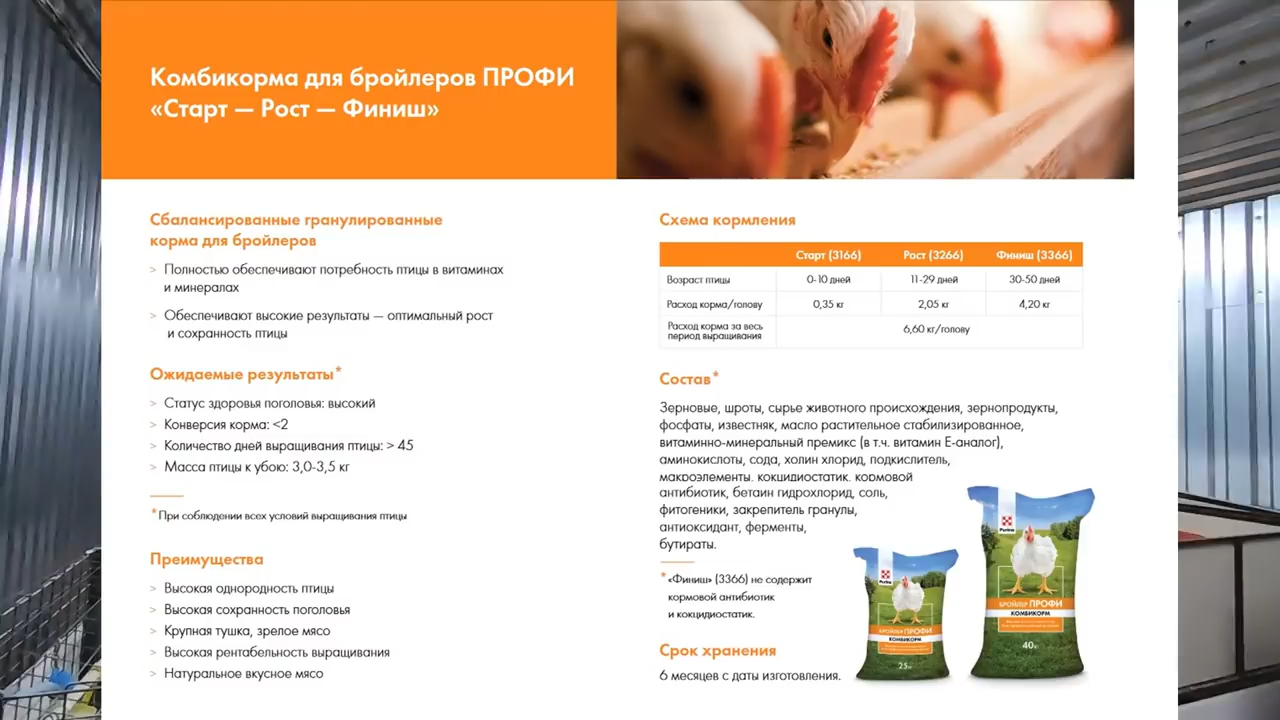 Комбикорма для бройлеров ПРОФИ
«Старт — Рост — Финиш»
Сбалансированные гранулированные
корма для бройлеров
> Полностью обеспечивают потребность птицы в витаминах
и минералах
> Обеспечивают высокие результаты — оптимальный рост
и сохранность птицы
Ожидаемые результаты*
> Статус здоровья поголовья: высокий
> Конверсия корма: <2
> Количество дней выращивания птицы: > 45
> Масса птицы к убою: 3,0-3,5 кг
*При соблюдении всех условий выращивания птицы
Преимущества
> Высокая однородность птицы
> Высокая сохранность поголовья
> Крупная тушка, зрелое мясо
> Высокая рентабельность выращивания
> Натуральное вкусное мясо
Схема кормления
Старт (3166) Рост (3266) Финиш (3366)
Возраст птицы 0-10 дней 11-29 дней 30-50 дней
Расход корма/голову 0,35 кг 2,05 кг 4,20 кг
Расход корма за весь
период выращивания 6,60 кг/голову
Состав*
Зерновые, шроты, сырье животного происхождения, зернопродукты,
фосфаты, известняк, масло растительное стабилизированное,
витаминно-минеральный премикс (в т.ч. витамин Е-аналог),
аминокислоты, сода, холин хлорид, подкислитель,
макроэлементы, кокцидиостатик, кормовой
антибиотик, бетаин гидрохлорид, соль,
фитогеники, закрепитель гранулы,
антиоксидант, ферменты,
бутираты.
*«Финиш» (3366) не содержит
кормовой антибиотик
и кокцидиостатик.
Срок хранения
6 месяцев с даты изготовления.
Purina
БРОЙЛЕР ПРОФИ
КОМБИКОРМ
25кг
Purina
БРОЙЛЕР ПРОФИ
КОМБИКОРМ
40кг